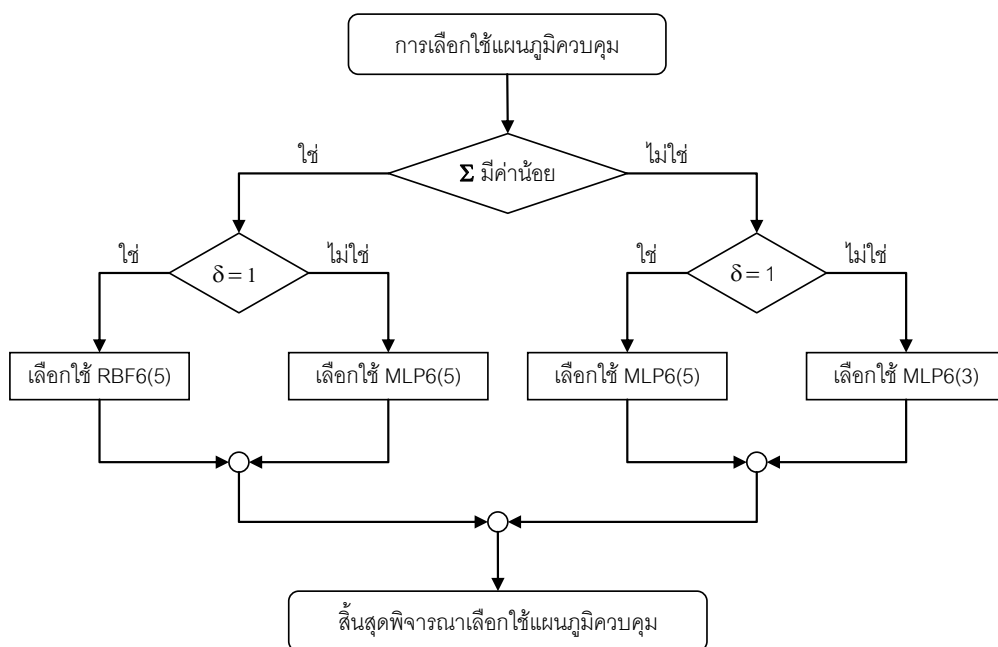 การเลือกใช้แผนภูมิควบคุม
ใช่
ไม่ใช่
Σ มีค่าน้อย
ใช่
ไม่ใช่
ใช่
ไม่ใช่
δ = 1
δ = 1
เลือกใช้ RBF6(5)
เลือกใช้ MLP6(5)
เลือกใช้ MLP6(5)
เลือกใช้ MLP6(3)
สิ้นสุดพิจารณาเลือกใช้แผนภูมิควบคุม